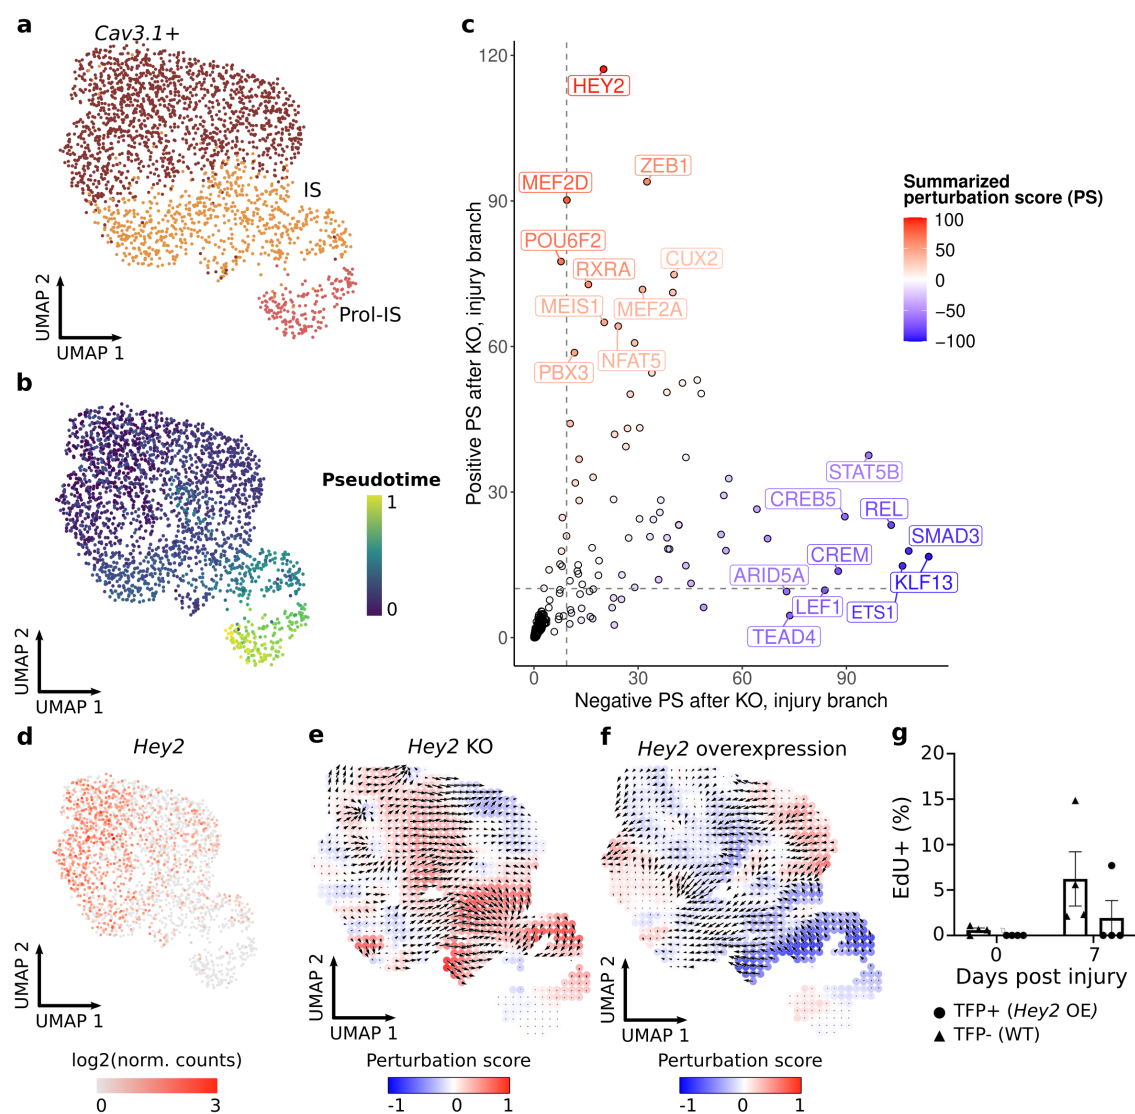 a
Cav3.1+
IS
Prol-IS
UMAP 2
UMAP 1
b
Pseudotime
1
0
UMAP 2
UMAP 1
c
Positive PS after KO, injury branch
120
90
60
30
0
HEY2
ZEB1
MEF2D
POU6F2
CUX2
RXRA
MEIS1
MEF2A
NFAT5
PBX3
STAT5B
CREB5
REL
SMAD3
CREM
ARID5A
KLF13
LEF1
ETS1
TEAD4
0
30
60
90
Negative PS after KO, injury branch
Summarized
perturbation score (PS)
100
50
0
−50
−100
d
Hey2
UMAP 2
UMAP 1
log2(norm. counts)
0
3
e
Hey2 KO
UMAP 2
UMAP 1
Perturbation score
-1
0
1
f
Hey2 overexpression
UMAP 2
UMAP 1
Perturbation score
-1
0
1
g
EdU+ (%)
20
15
10
5
0
0
7
Days post injury
TFP+ (Hey2 OE)
TFP- (WT)